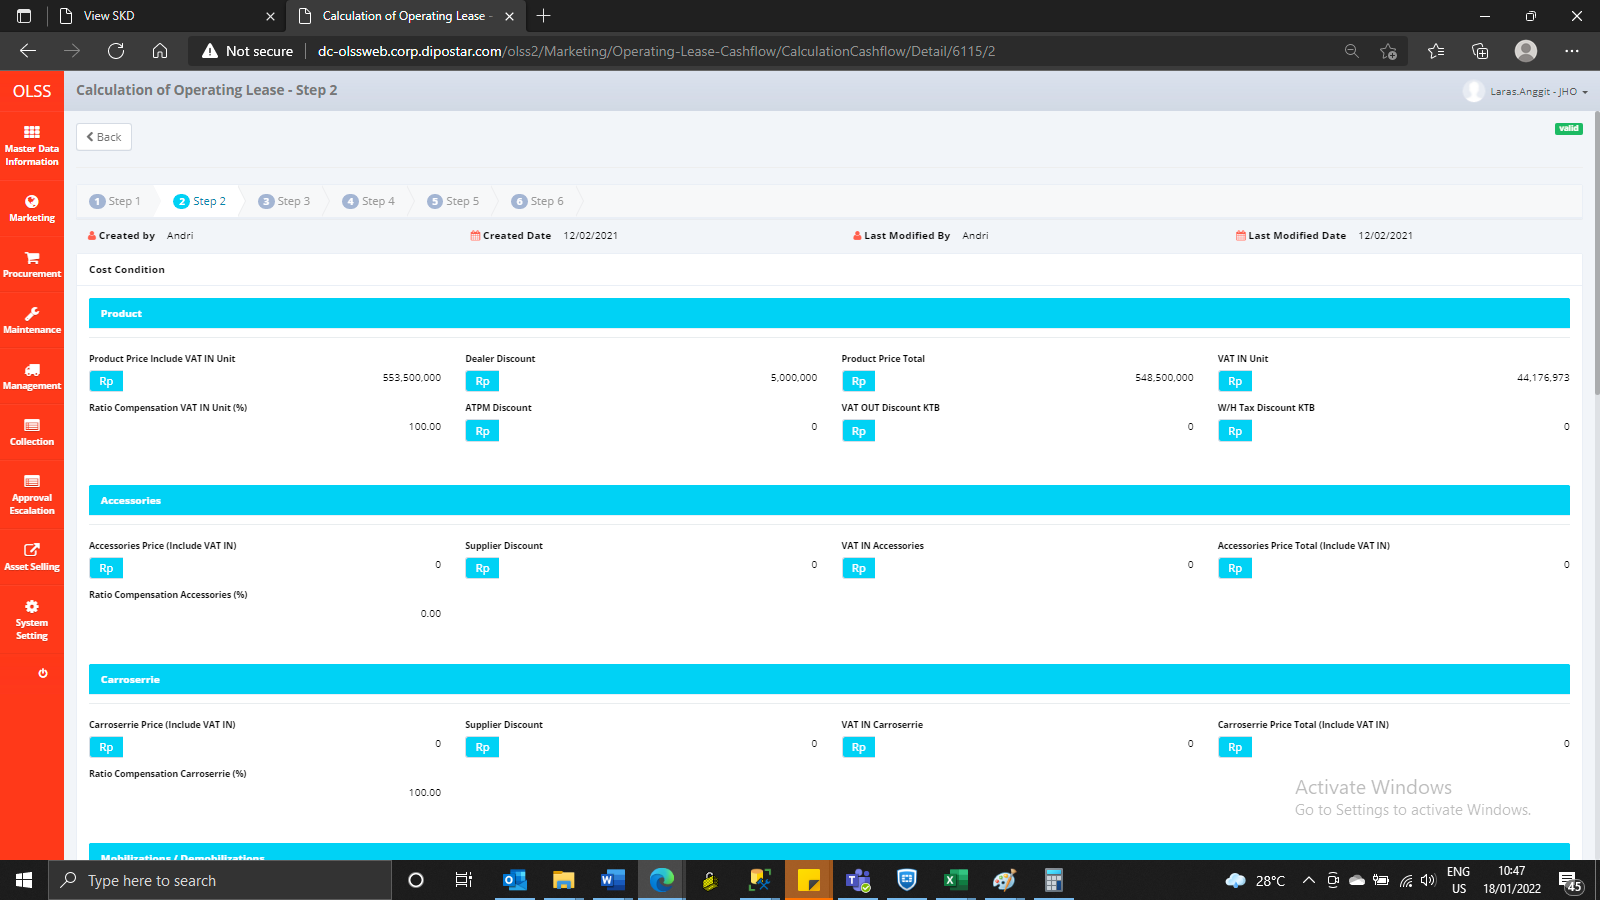 View SKD
Calculation of Operating Lease -
Not secure
dc-olssweb.corp.dipostar.com/olss2/Marketing/Operating-Lease-Cashflow/CalculationCashflow/Detail/6115/2
OLSS
Calculation of Operating Lease - Step 2
Laras.Anggit - JHO
Back
valid
Master Data
Information
Marketing
Procurement
Maintenance
Management
Collection
Approval
Escalation
Asset Selling
System
Setting
1 Step 1
2 Step 2
3 Step 3
4 Step 4
5 Step 5
6 Step 6
Created by Andri
Created Date 12/02/2021
Last Modified By Andri
Last Modified Date 12/02/2021
Cost Condition
Product
Product Price Include VAT IN Unit
Rp 553,500,000
Dealer Discount
Rp 5,000,000
Product Price Total
Rp 548,500,000
VAT IN Unit
Rp 44,176,973
Ratio Compensation VAT IN Unit (%)
100.00
ATPM Discount
Rp 0
VAT OUT Discount KTB
Rp 0
W/H Tax Discount KTB
Rp 0
Accessories
Accessories Price (Include VAT IN)
Rp 0
Supplier Discount
Rp 0
VAT IN Accessories
Rp 0
Accessories Price Total (Include VAT IN)
Rp 0
Ratio Compensation Accessories (%)
0.00
Carroserrie
Carroserrie Price (Include VAT IN)
Rp 0
Supplier Discount
Rp 0
VAT IN Carroserrie
Rp 0
Carroserrie Price Total (Include VAT IN)
Rp 0
Ratio Compensation Carroserrie (%)
100.00
Activate Windows
Go to Settings to activate Windows.
Mobilizations / Demobilizations
Type here to search
28°C
ENG
US
10:47
18/01/2022
45